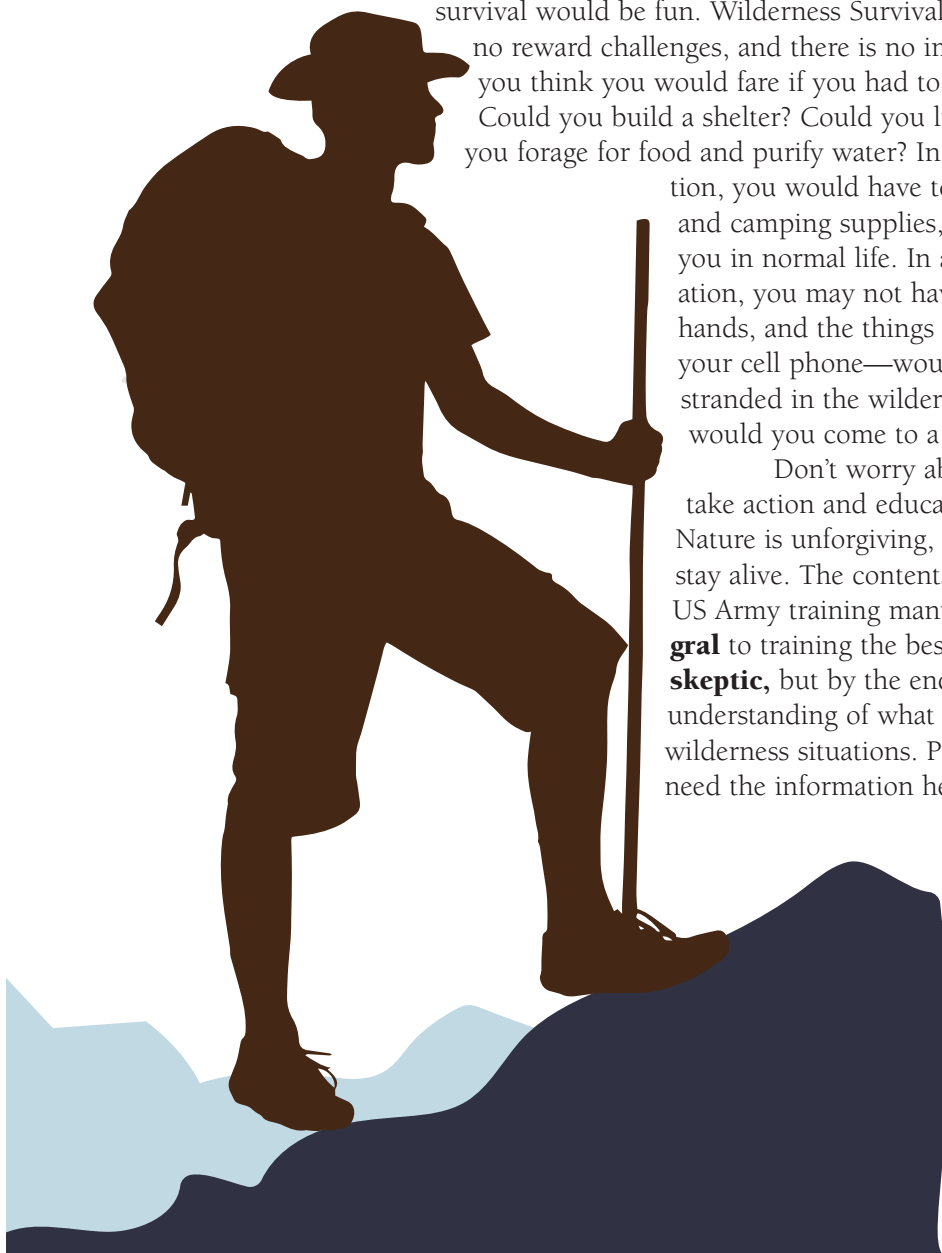 survival would be fun. Wilderness Survival
no reward challenges, and there is no in
you think you would fare if you had to
Could you build a shelter? Could you li
you forage for food and purify water? In
tion, you would have to
and camping supplies,
you in normal life. In a
ation, you may not hav
hands, and the things
your cell phone—wou
stranded in the wilder
would you come to a
Don’t worry ab
take action and educa
Nature is unforgiving,
stay alive. The contents
US Army training manu
gral to training the bes
skeptic, but by the end
understanding of what
wilderness situations. P
need the information he